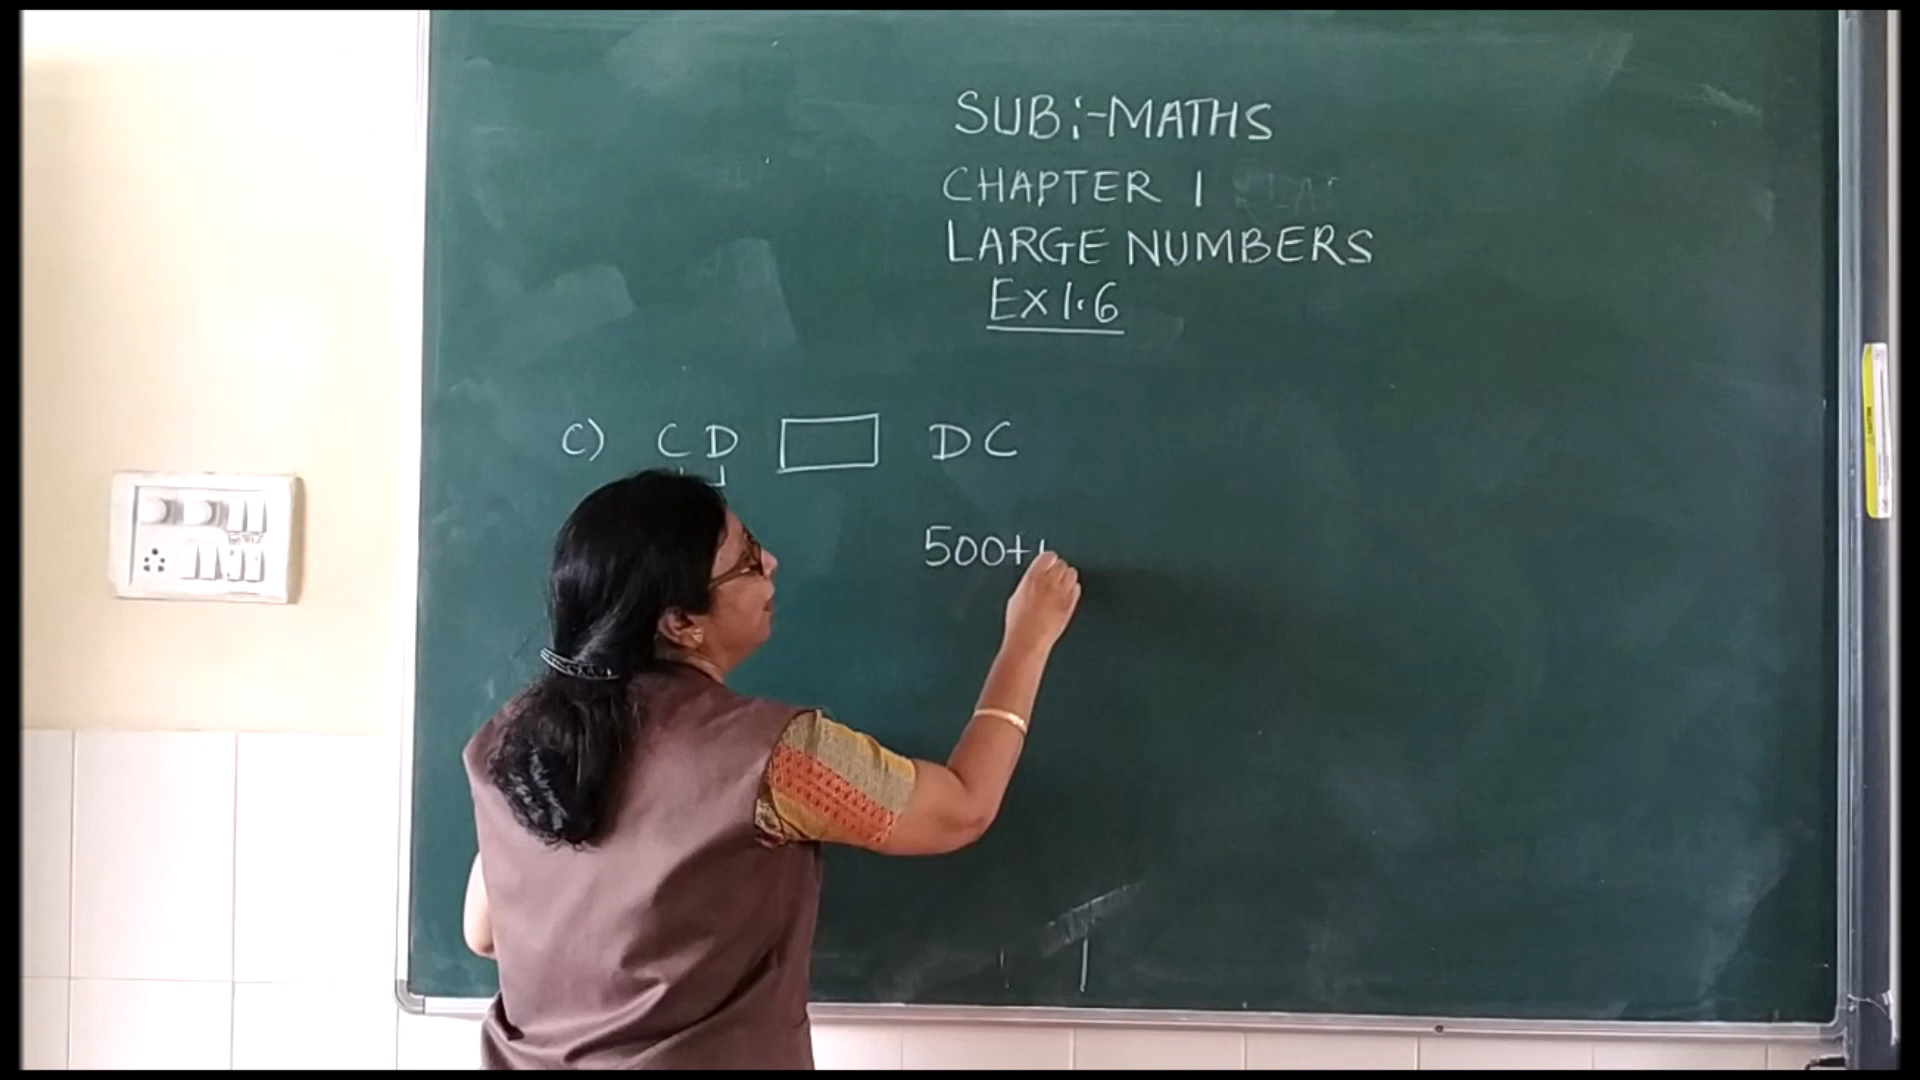 SUB:-MATHS
CHAPTER 1
LARGE NUMBERS
Ex 1.6
C) CD DC
500+